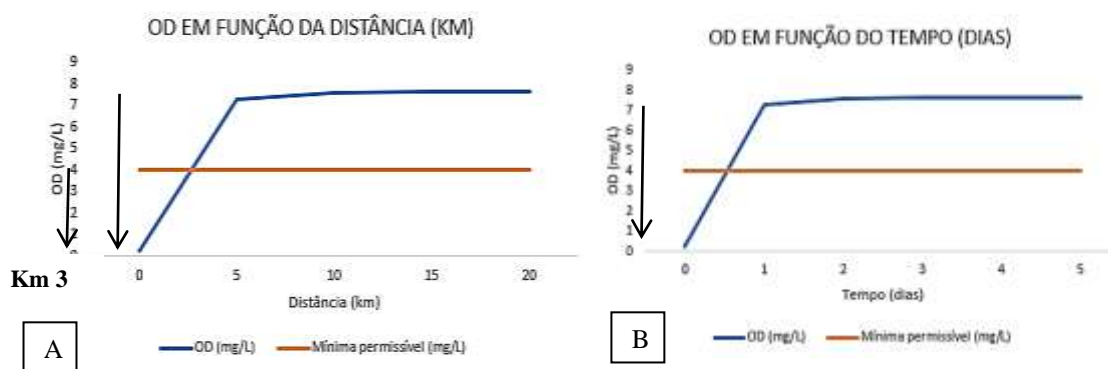 OD EM FUNÇÃO DA DISTÂNCIA (KM)
9
8
7
6
5
4
3
2
1
0
OD (mg/L)
0 5 10 15 20
Distância (km)
OD (mg/L) Mínima permissível (mg/L)
Km 3
A
OD EM FUNÇÃO DO TEMPO (DIAS)
9
8
7
6
5
4
3
2
1
0
OD (mg/L)
0 1 2 3 4 5
Tempo (dias)
OD (mg/L) Mínima permissível (mg/L)
B